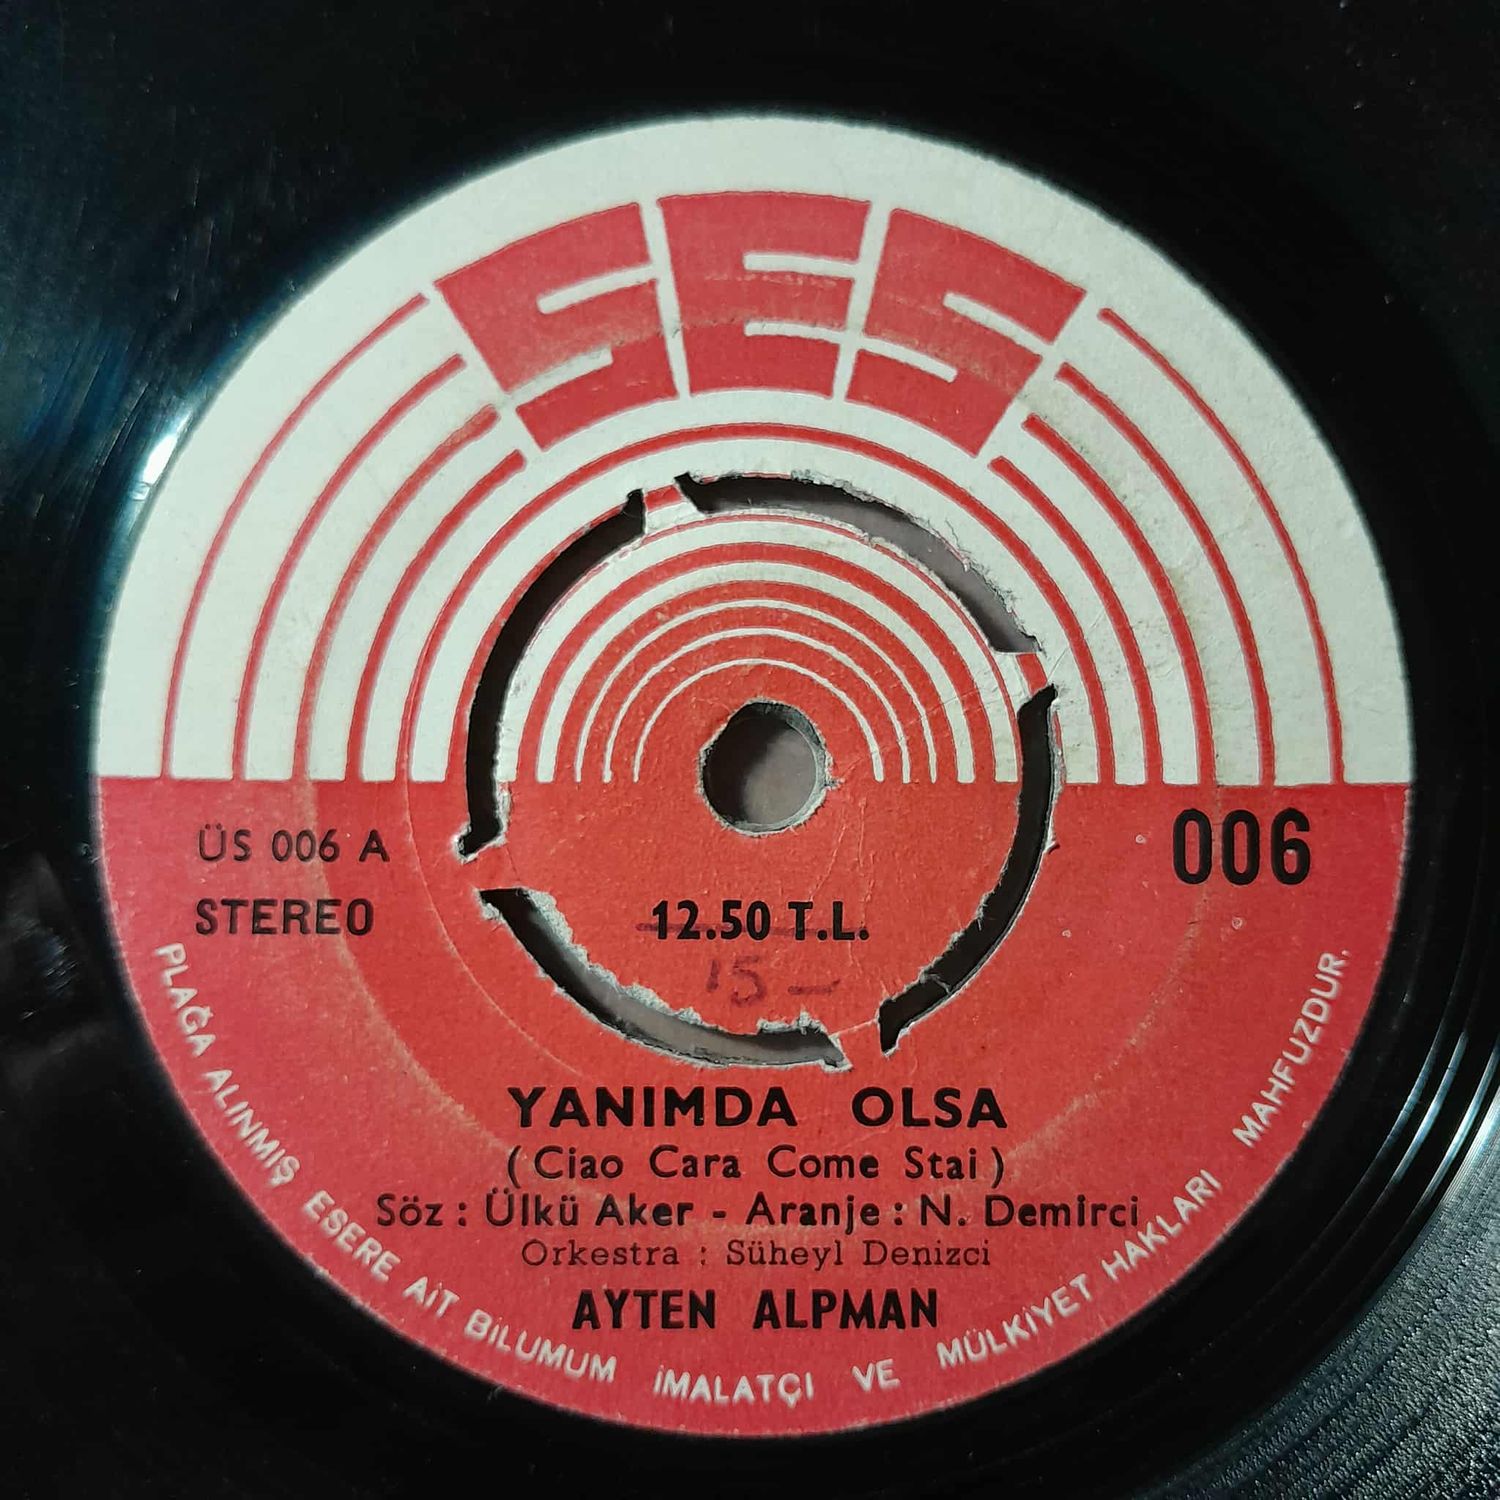 SES
ÜS 006 A
STEREO
006
12.50 T.L.
15 –
YANIMDA OLSA
(Ciao Cara Come Stai)
Söz : Ülkü Aker - Aranje : N. Demirci
Orkestra : Süheyl Denizci
AYTEN ALPMAN
PLAĞA ALINMIŞ ESERE AİT BİLUMUM İMALATÇI VE MÜLKİYET HAKLARI MAHFUZDUR.